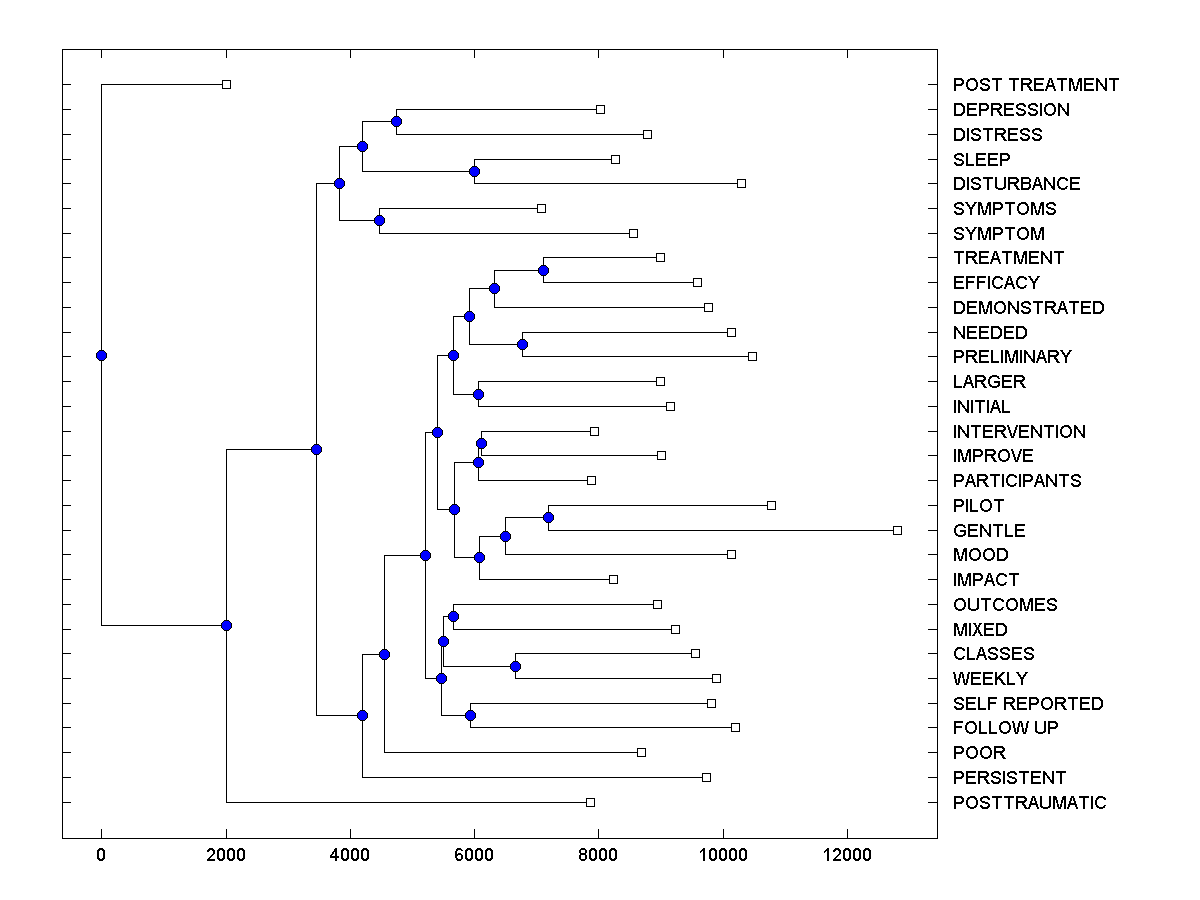 POST TREATMENT
DEPRESSION
DISTRESS
SLEEP
DISTURBANCE
SYMPTOMS
SYMPTOM
TREATMENT
EFFICACY
DEMONSTRATED
NEEDED
PRELIMINARY
LARGER
INITIAL
INTERVENTION
IMPROVE
PARTICIPANTS
PILOT
GENTLE
MOOD
IMPACT
OUTCOMES
MIXED
CLASSES
WEEKLY
SELF REPORTED
FOLLOW UP
POOR
PERSISTENT
POSTTRAUMATIC
0 2000 4000 6000 8000 10000 12000